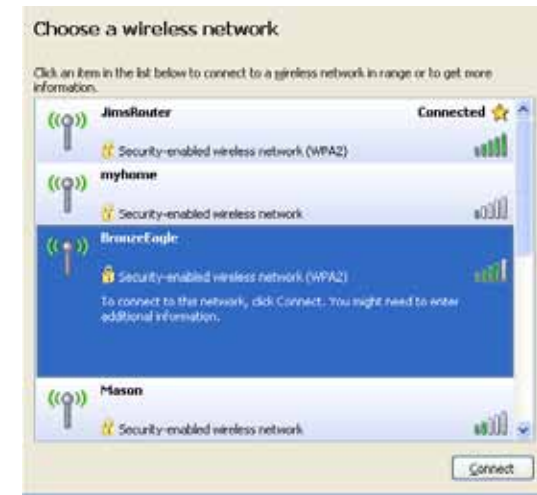 Choose a wireless network
Click an item in the list below to connect to a wireless network in range or to get more
information.
JimsRouter Connected
Security-enabled wireless network (WPA2)
myhome
Security-enabled wireless network
BronzeEagle
Security-enabled wireless network (WPA2)
To connect to this network, click Connect. You might need to enter
additional information.
Mason
Security-enabled wireless network
Connect